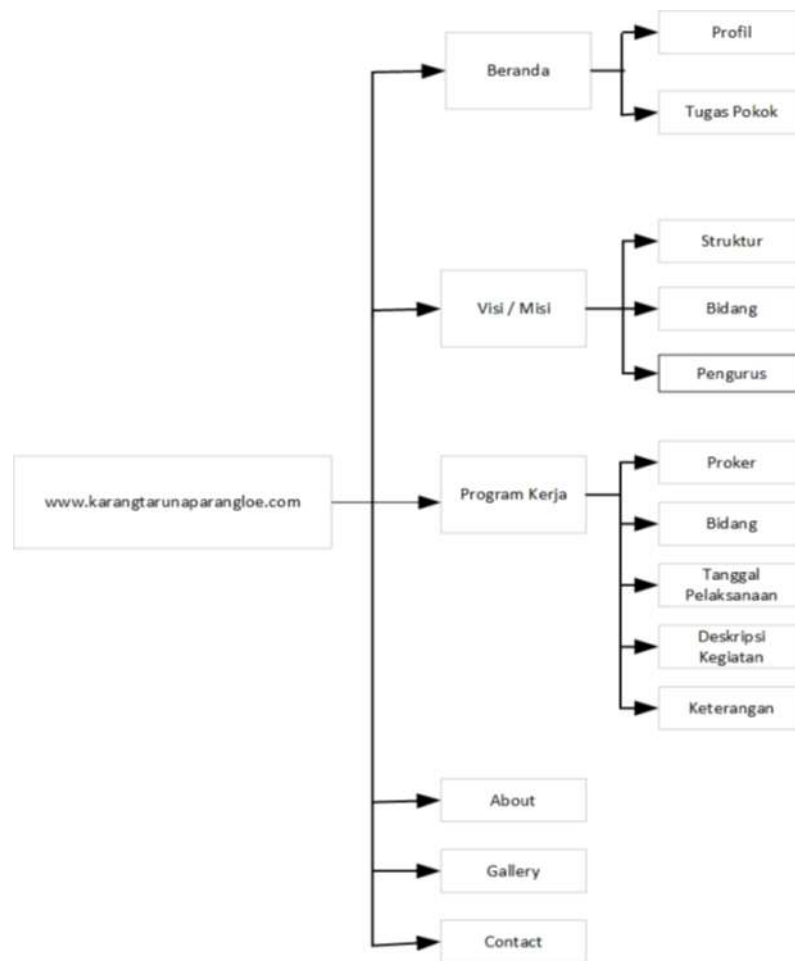 www.karangtarunaparangloe.com
Beranda
Profil
Tugas Pokok
Visi / Misi
Struktur
Bidang
Pengurus
Program Kerja
Proker
Bidang
Tanggal
Pelaksanaan
Deskripsi
Kegiatan
Keterangan
About
Gallery
Contact